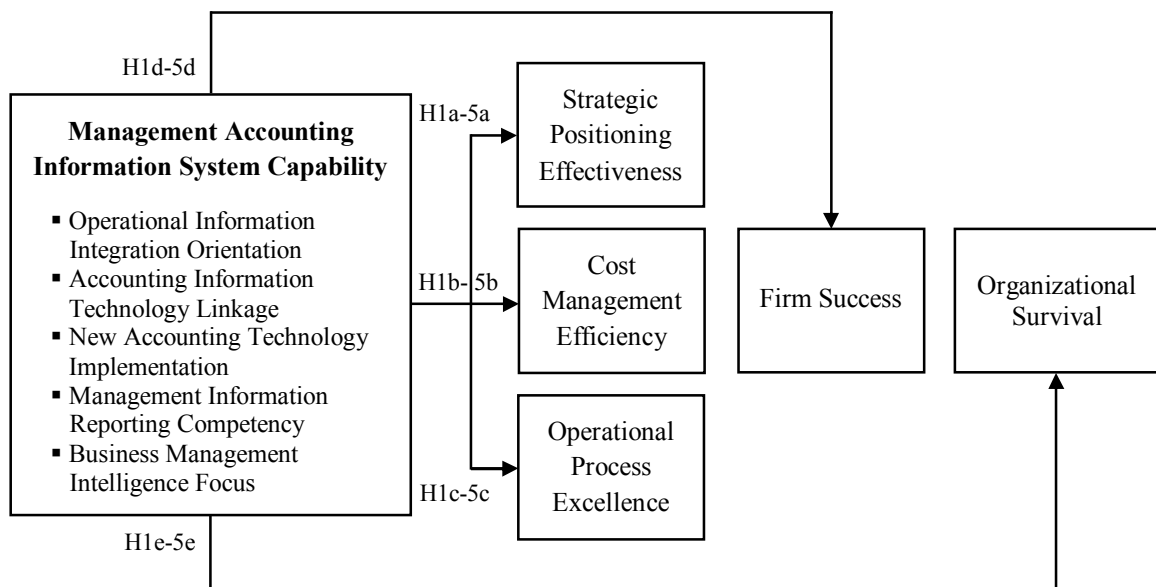 H1d-5d
Management Accounting
Information System Capability
▪ Operational Information
Integration Orientation
▪ Accounting Information
Technology Linkage
▪ New Accounting Technology
Implementation
▪ Management Information
Reporting Competency
▪ Business Management
Intelligence Focus
H1e-5e
H1a-5a
H1b- 5b
H1c-5c
Strategic
Positioning
Effectiveness
Cost
Management
Efficiency
Operational
Process
Excellence
Firm Success
Organizational
Survival